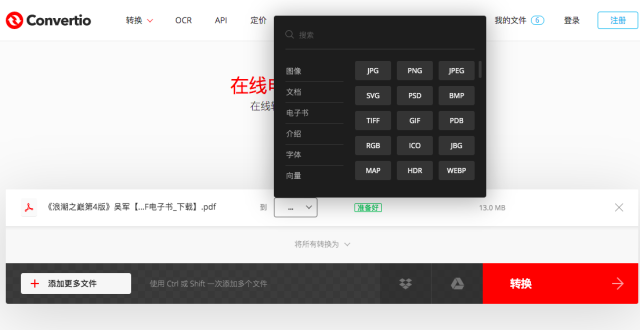 Convertio
转换 OCR API 定价 我的文件 6 登录 注册
在线
在线
搜索
图像 JPG PNG JPEG
文档 SVG PSD BMP
电子书 TIFF GIF PDB
介绍 RGB ICO JBG
字体 MAP HDR WEBP
向量
《浪潮之巅第4版》吴军【...F电子书_下载】.pdf 到 ... 准备好 13.0 MB
将所有转换为
添加更多文件 使用 Ctrl 或 Shift 一次添加多个文件 转换